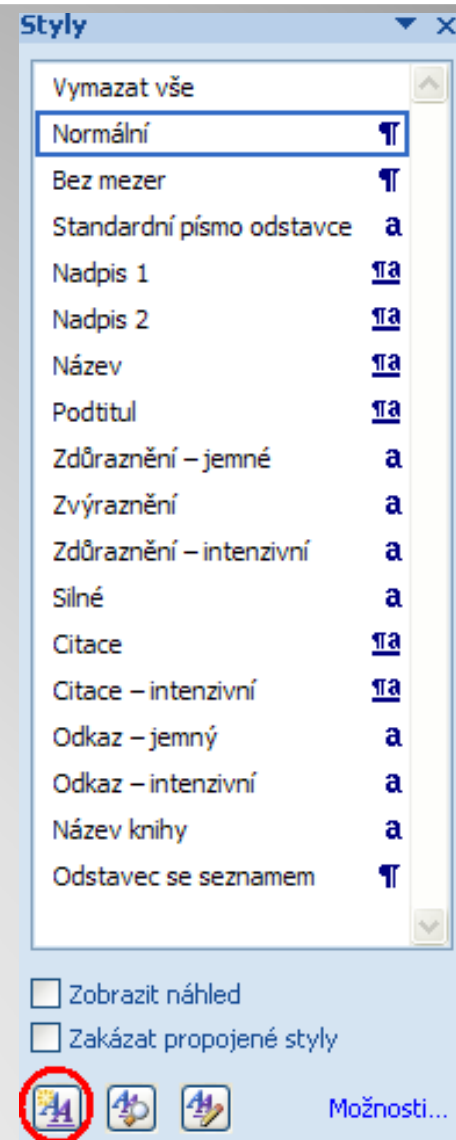 Styly
Vymazat vše
Normální ¶
Bez mezer ¶
Standardní písmo odstavce a
Nadpis 1 ¶a
Nadpis 2 ¶a
Název ¶a
Podtitul ¶a
Zdůraznění – jemné a
Zvýraznění a
Zdůraznění – intenzivní a
Silné a
Citace ¶a
Citace – intenzivní ¶a
Odkaz – jemný a
Odkaz – intenzivní a
Název knihy a
Odstavec se seznamem ¶
Zobrazit náhled
Zakázat propojené styly
Možnosti...